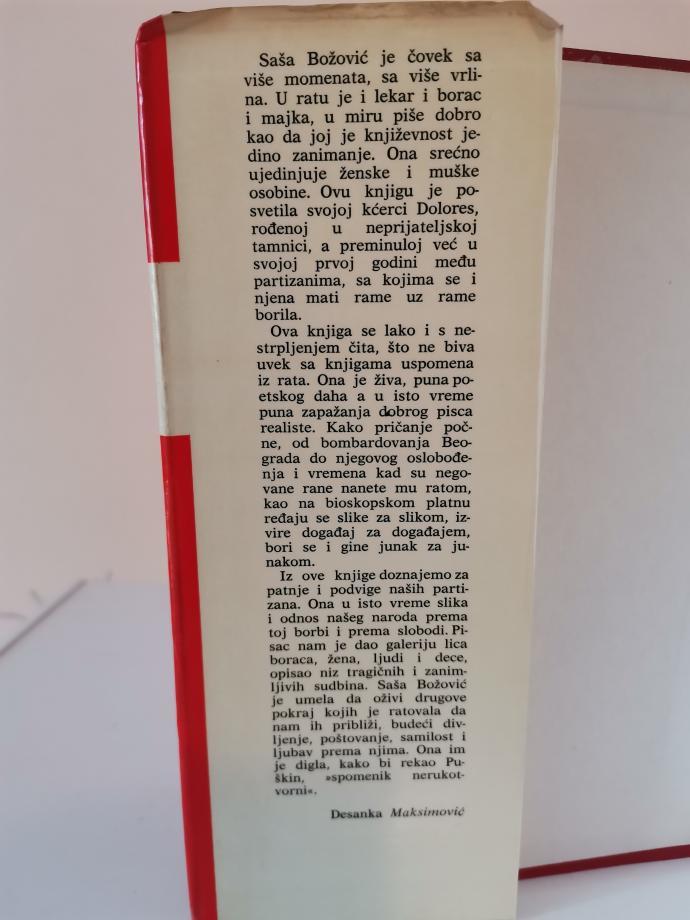 Saša Božović je čovek sa
više momenata, sa više vrli-
na. U ratu je i lekar i borac
i majka, u miru piše dobro
kao da joj je književnost je-
dino zanimanje. Ona srećno
ujedinjuje ženske i muške
osobine. Ovu knjigu je po-
svetila svojoj kćerci Dolores,
rođenoj u neprijateljskoj
tamnici, a preminuloj već u
svojoj prvoj godini među
partizanima, sa kojima se i
njena mati rame uz rame
borila.
Ova knjiga se lako i s ne-
strpljenjem čita, što ne biva
uvek sa knjigama uspomena
iz rata. Ona je živa, puna po-
etskog daha a u isto vreme
puna zapažanja dobrog pisca
realiste. Kako pričanje poč-
ne, od bombardovanja Beo-
grada do njegovog oslobođe-
nja i vremena kad su nego-
vane rane nanete mu ratom,
kao na bioskopskom platnu
ređaju se slike za slikom, iz-
vire događaj za događajem,
bori se i gine junak za ju-
nakom.
Iz ove knjige doznajemo za
patnje i podvige naših parti-
zana. Ona u isto vreme slika
i odnos našeg naroda prema
toj borbi i prema slobodi. Pi-
sac nam je dao galeriju lica
boraca, žena, ljudi i dece,
opisao niz tragičnih i zanim-
ljivih sudbina. Saša Božović
je umela da oživi drugove
pokraj kojih je ratovala da
nam ih približi, budeći div-
ljenje, poštovanje, samilost i
ljubav prema njima. Ona im
je digla, kako bi rekao Pu-
škin, »spomenik nerukot-
vorni«.
Desanka Maksimović